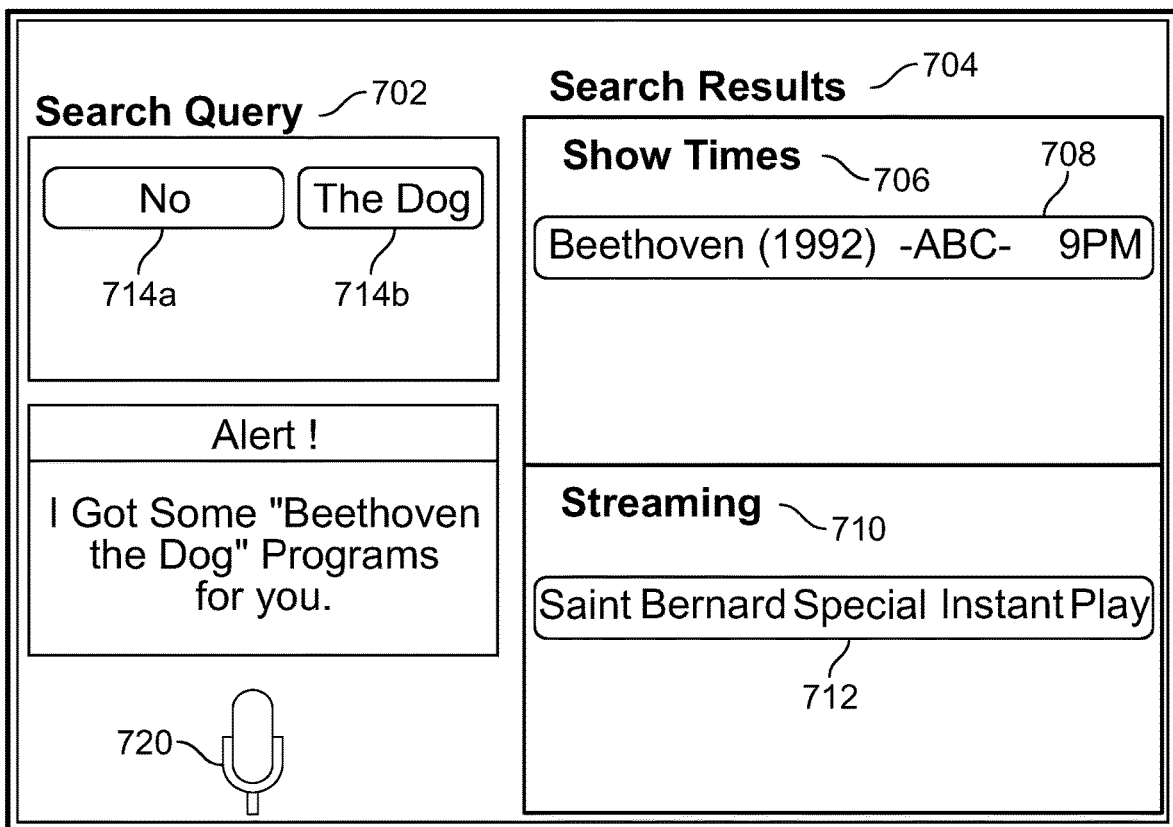 Search Query 702
No The Dog
714a 714b
Alert !
I Got Some "Beethoven
the Dog" Programs
for you.
720
Search Results 704
Show Times 706
708
Beethoven (1992) -ABC- 9PM
Streaming 710
Saint Bernard Special Instant Play
712